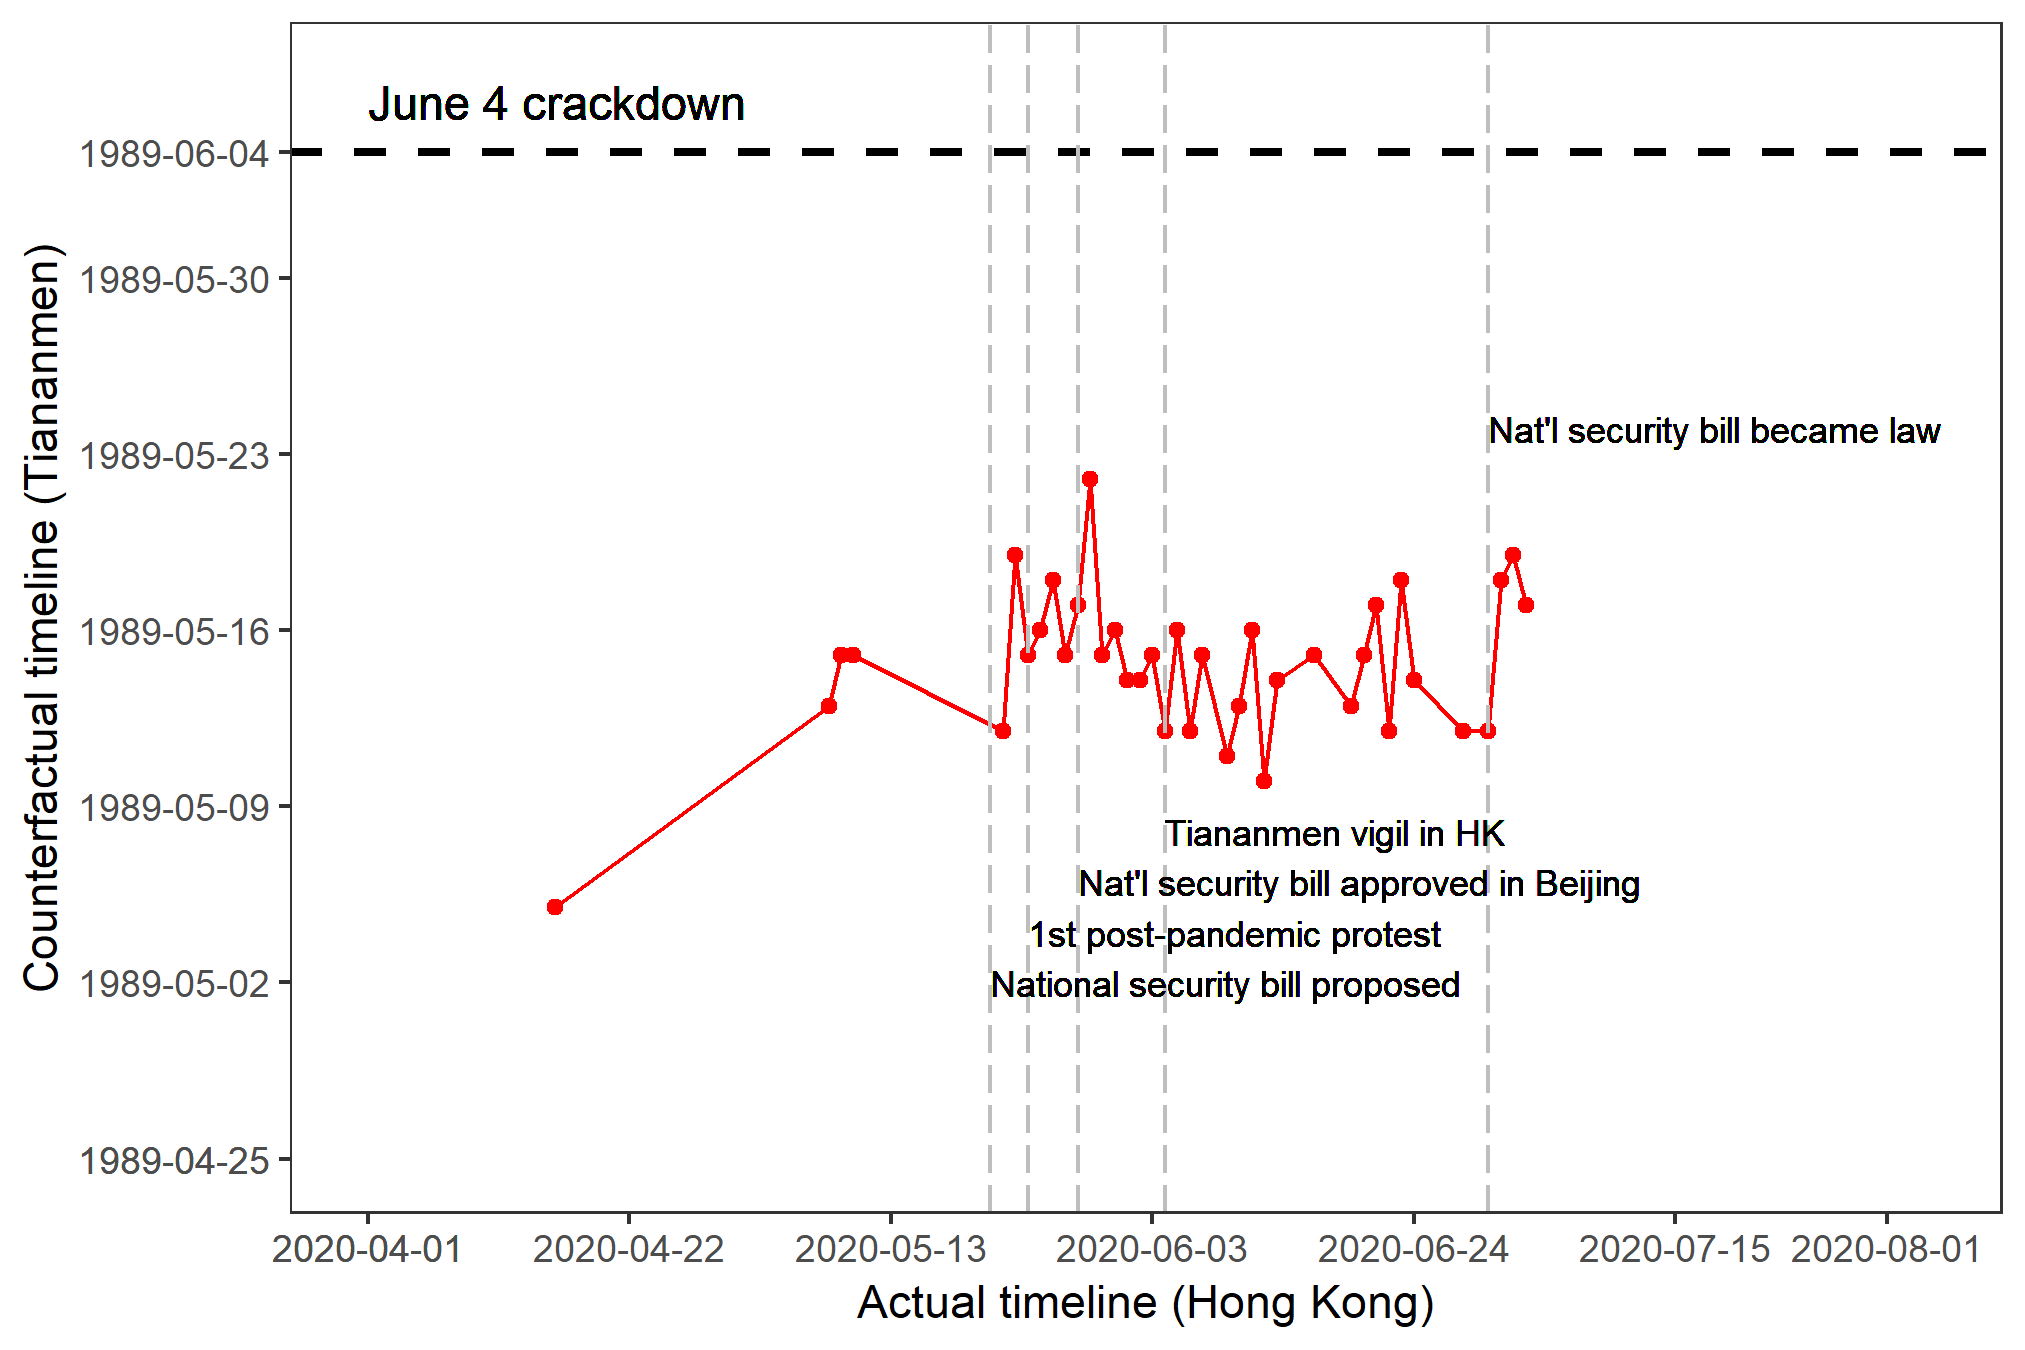 June 4 crackdown
1989-06-04
1989-05-30
1989-05-23
1989-05-16
1989-05-09
1989-05-02
1989-04-25
Counterfactual timeline (Tiananmen)
Nat'l security bill became law
Tiananmen vigil in HK
Nat'l security bill approved in Beijing
1st post-pandemic protest
National security bill proposed
2020-04-01 2020-04-22 2020-05-13 2020-06-03 2020-06-24 2020-07-15 2020-08-01
Actual timeline (Hong Kong)